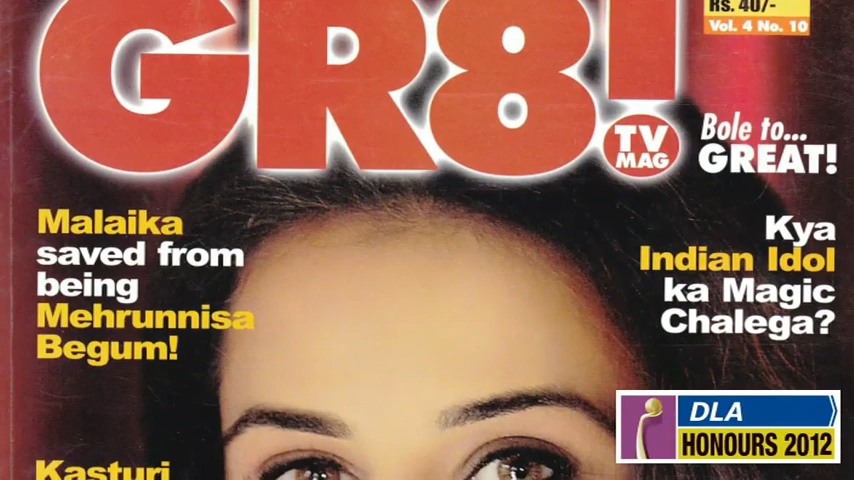 GR8!
TV
MAG
Rs. 40/-
Vol. 4 No. 10
Bole to...
GREAT!
Malaika
saved from
being
Mehrunnisa
Begum!
Kya
Indian Idol
ka Magic
Chalega?
Kasturi
DLA
HONOURS 2012